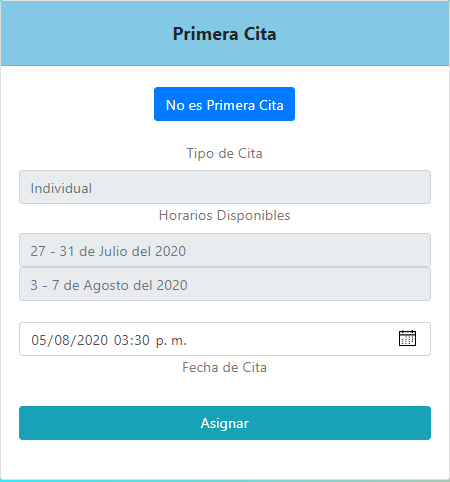 Primera Cita
No es Primera Cita
Tipo de Cita
Individual
Horarios Disponibles
27 - 31 de Julio del 2020
3 - 7 de Agosto del 2020
05/08/2020 03:30 p. m.
Fecha de Cita
Asignar